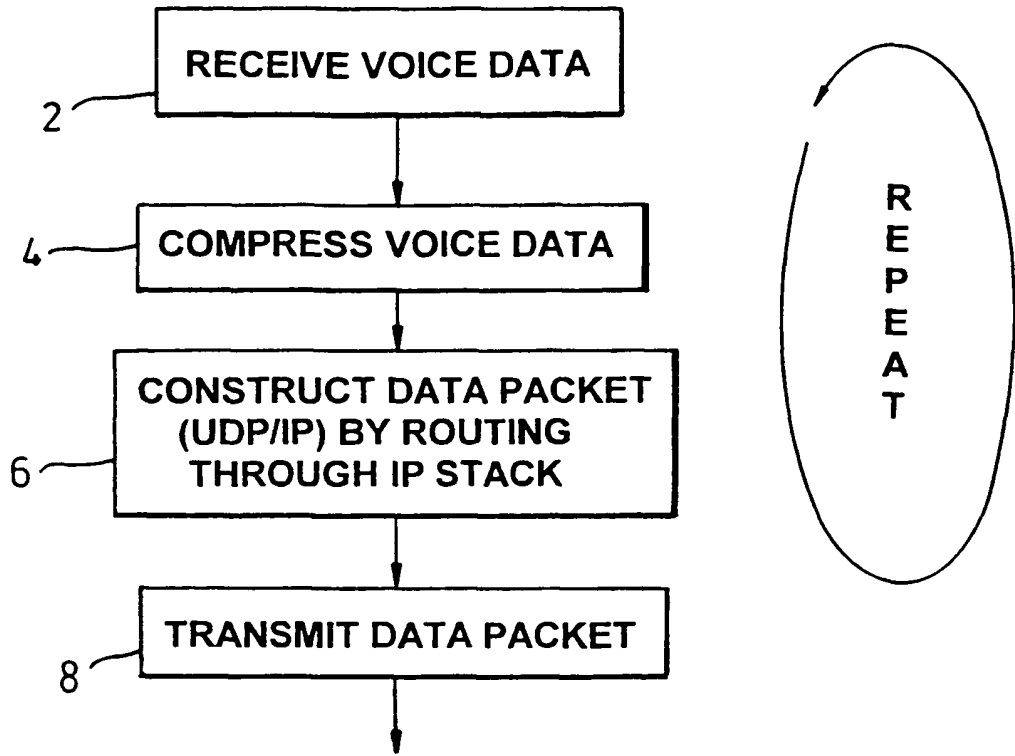 RECEIVE VOICE DATA
2
COMPRESS VOICE DATA
4
CONSTRUCT DATA PACKET
(UDP/IP) BY ROUTING
THROUGH IP STACK
6
TRANSMIT DATA PACKET
8
REPEAT